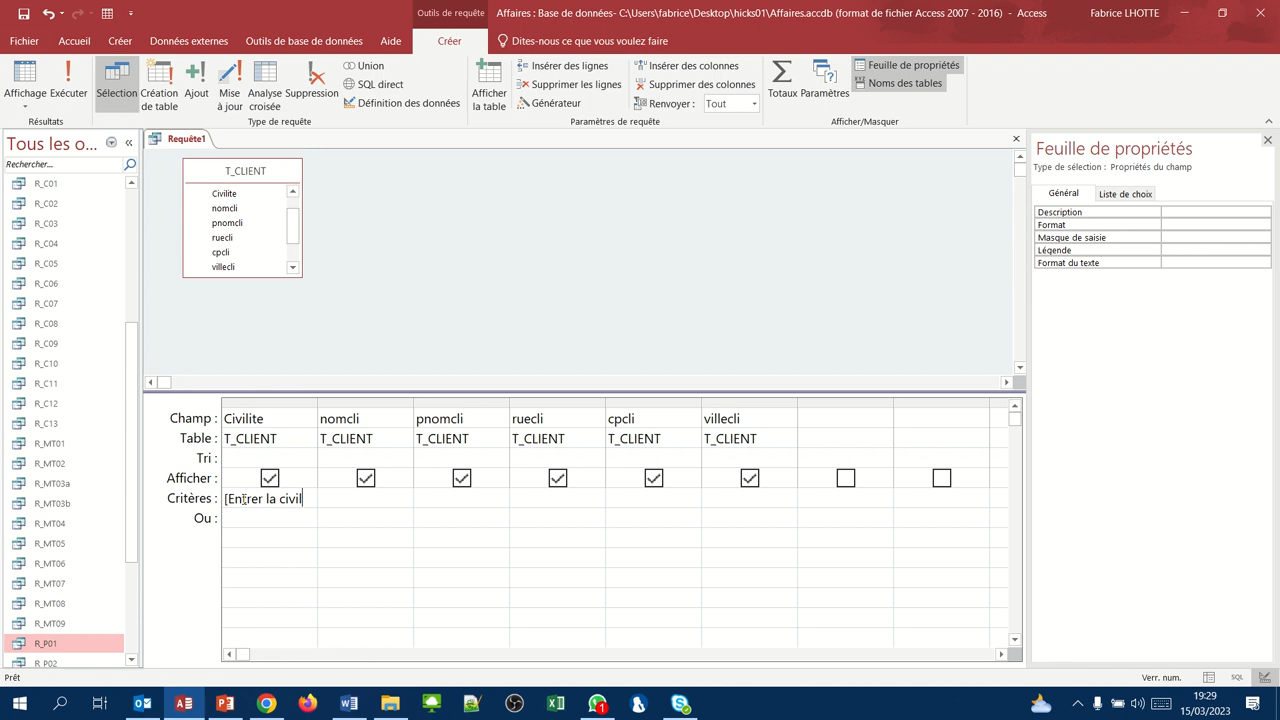 Outils de requête
Affaires : Base de données- C:\Users\fabrice\Desktop\hicks01\Affaires.accdb (format de fichier Access 2007 - 2016) - Access
Fabrice LHOTTE
Fichier
Accueil
Créer
Données externes
Outils de base de données
Aide
Créer
Dites-nous ce que vous voulez faire
Affichage
Exécuter
Résultats
Sélection
Création de table
Ajout
Mise à jour
Analyse croisée
Suppression
Union
SQL direct
Définition des données
Type de requête
Afficher la table
Insérer des lignes
Supprimer les lignes
Générateur
Insérer des colonnes
Supprimer des colonnes
Renvoyer : Tout
Paramètres de requête
Totaux
Paramètres
Feuille de propriétés
Noms des tables
Afficher/Masquer
Tous les o...
Rechercher...
R_C01
R_C02
R_C03
R_C04
R_C05
R_C06
R_C07
R_C08
R_C09
R_C10
R_C11
R_C12
R_C13
R_MT01
R_MT02
R_MT03a
R_MT03b
R_MT04
R_MT05
R_MT06
R_MT07
R_MT08
R_MT09
R_P01
R_P02
Requête1
T_CLIENT
Civilite
nomcli
pnomcli
ruecli
cpcli
villecli
Champ : Civilite nomcli pnomcli ruecli cpcli villecli
Table : T_CLIENT T_CLIENT T_CLIENT T_CLIENT T_CLIENT T_CLIENT
Tri :
Afficher :
Critères : [Entrer la civil
Ou :
Feuille de propriétés
Type de sélection : Propriétés du champ
Général
Liste de choix
Description
Format
Masque de saisie
Légende
Format du texte
Prêt
Verr. num.
SQL
1
19:29
15/03/2023